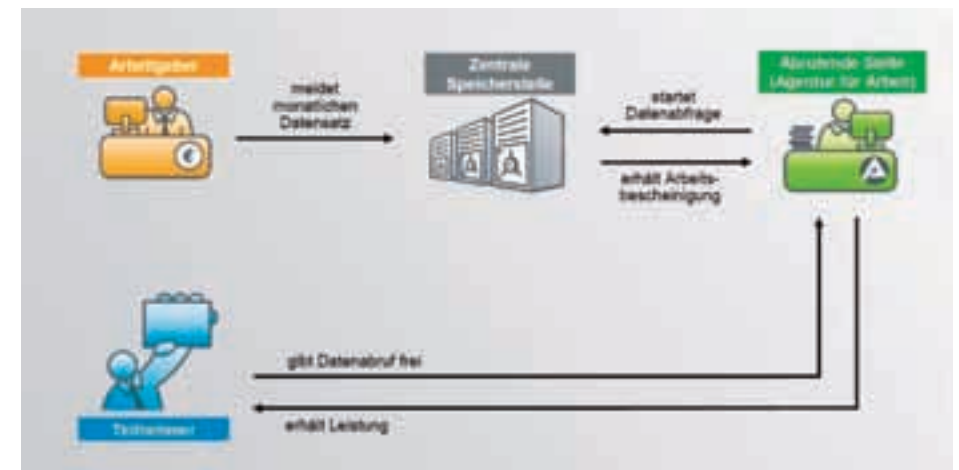 Arbeitgeber
meldet
monatlichen
Datensatz
Zentrale
Speicherstelle
startet
Datenabfrage
erhält Arbeits-
bescheinigung
Abrufende Stelle
(Agentur für Arbeit)
€
gibt Datenabruf frei
erhält Leistung
Teilnehmer